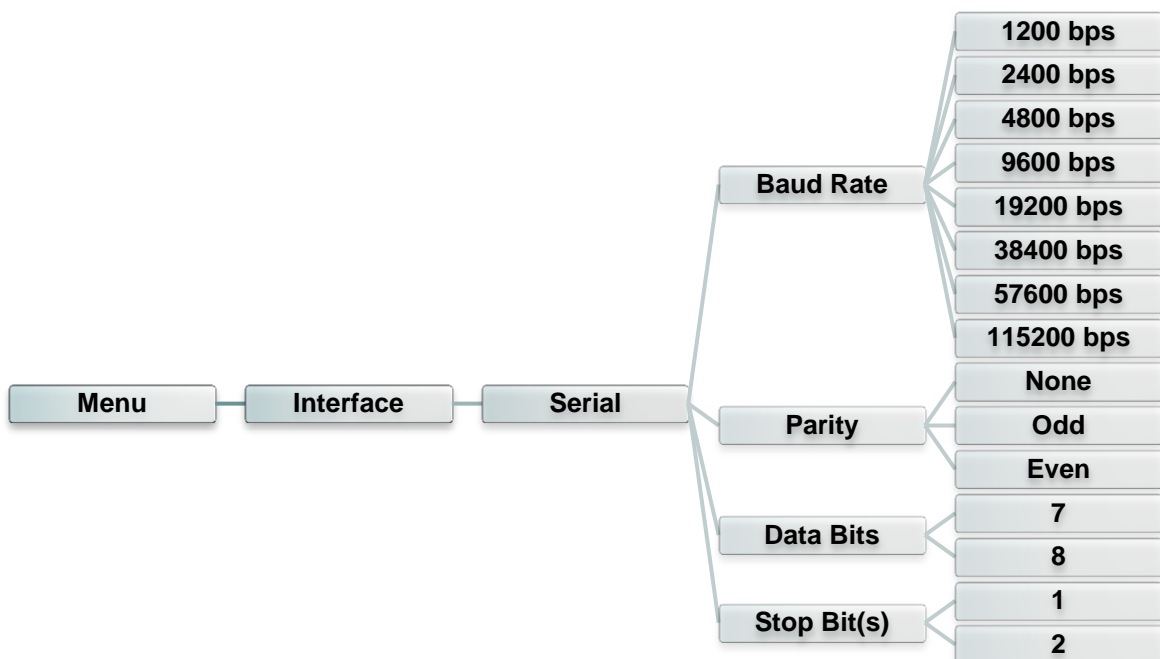 Menu
Interface
Serial
Baud Rate
1200 bps
2400 bps
4800 bps
9600 bps
19200 bps
38400 bps
57600 bps
115200 bps
Parity
None
Odd
Even
Data Bits
7
8
Stop Bit(s)
1
2